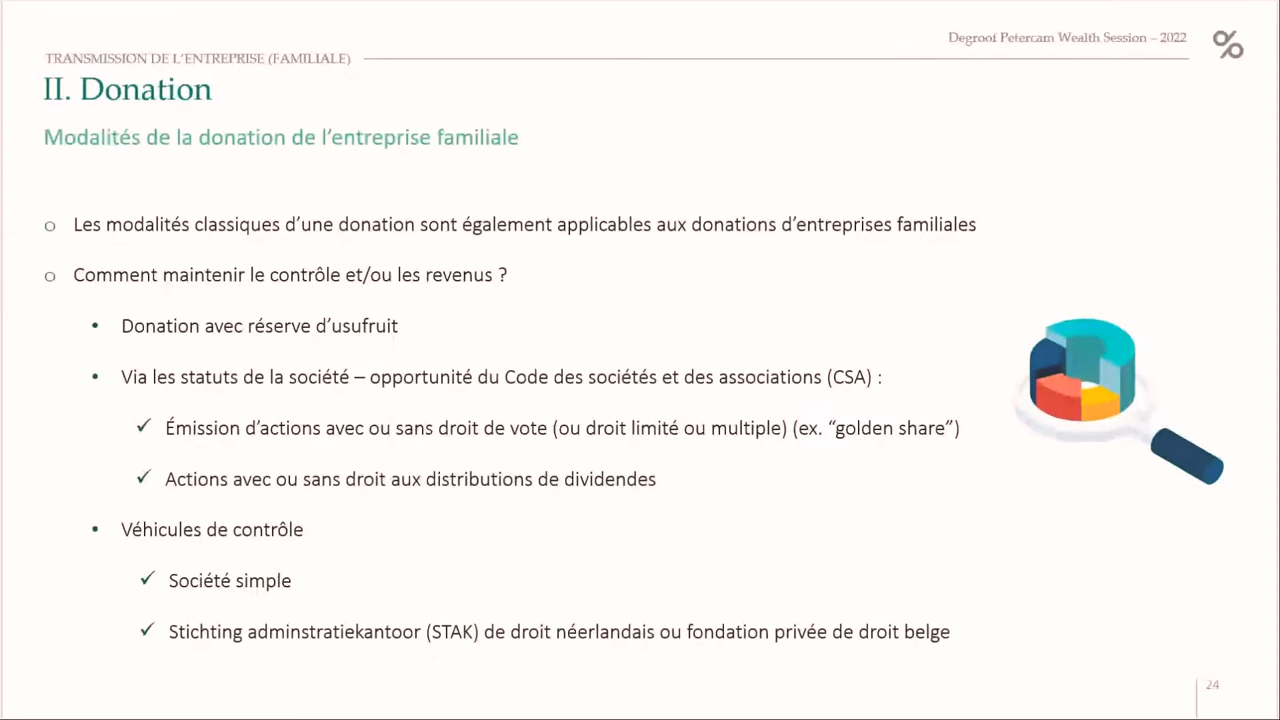 Degroof Petercam Wealth Session – 2022
TRANSMISSION DE L'ENTREPRISE (FAMILIALE)
II. Donation
Modalités de la donation de l'entreprise familiale
o Les modalités classiques d'une donation sont également applicables aux donations d'entreprises familiales
o Comment maintenir le contrôle et/ou les revenus ?
• Donation avec réserve d'usufruit
• Via les statuts de la société – opportunité du Code des sociétés et des associations (CSA) :
✓ Émission d'actions avec ou sans droit de vote (ou droit limité ou multiple) (ex. “golden share”)
✓ Actions avec ou sans droit aux distributions de dividendes
• Véhicules de contrôle
✓ Société simple
✓ Stichting adminstratiekantoor (STAK) de droit néerlandais ou fondation privée de droit belge
24